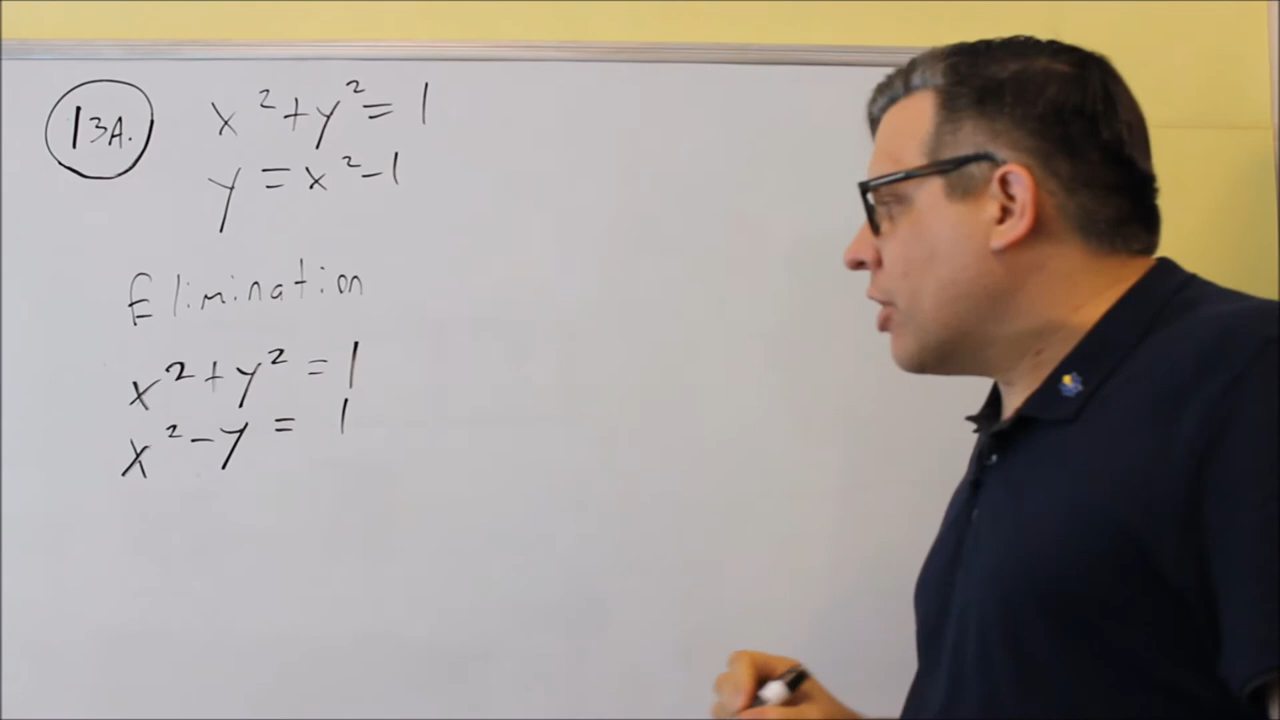 13A.
x²+y²=1
y=x²-1
Elimination
x²+y²=1
x²-y=1